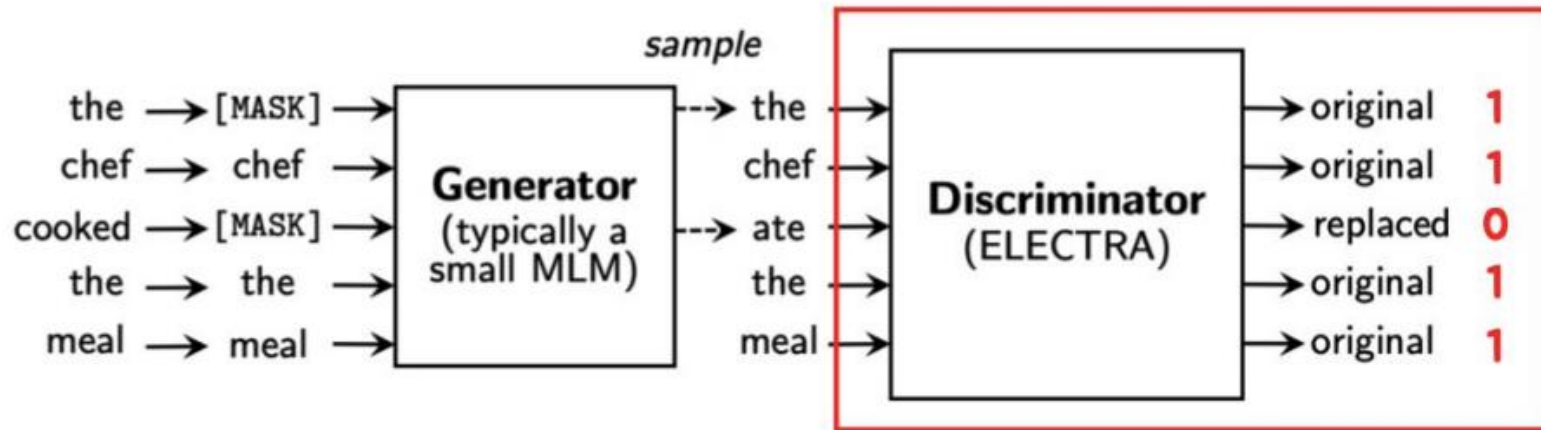 sample
the [MASK] the original 1
chef chef chef original 1
Generator
Discriminator
cooked [MASK] (typically a ate (ELECTRA) replaced 0
small MLM)
the the the original 1
meal meal meal original 1